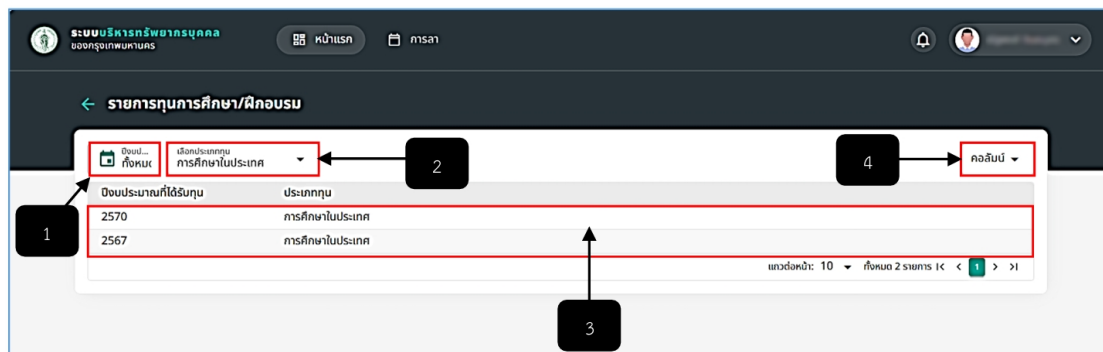 ระบบบริหารทรัพยากรบุคคล
ของกรุงเทพมหานคร
หน้าแรก
การลา
รายการทุนการศึกษา/ฝึกอบรม
ปีงบป...
ทั้งหมด
เลือกประเภททุน
การศึกษาในประเทศ
2
4
คอลัมน์
ปีงบประมาณที่ได้รับทุน ประเภททุน
2570 การศึกษาในประเทศ
1
2567 การศึกษาในประเทศ
แถวต่อหน้า: 10 ทั้งหมด 2 รายการ |< < 1 > >|
3